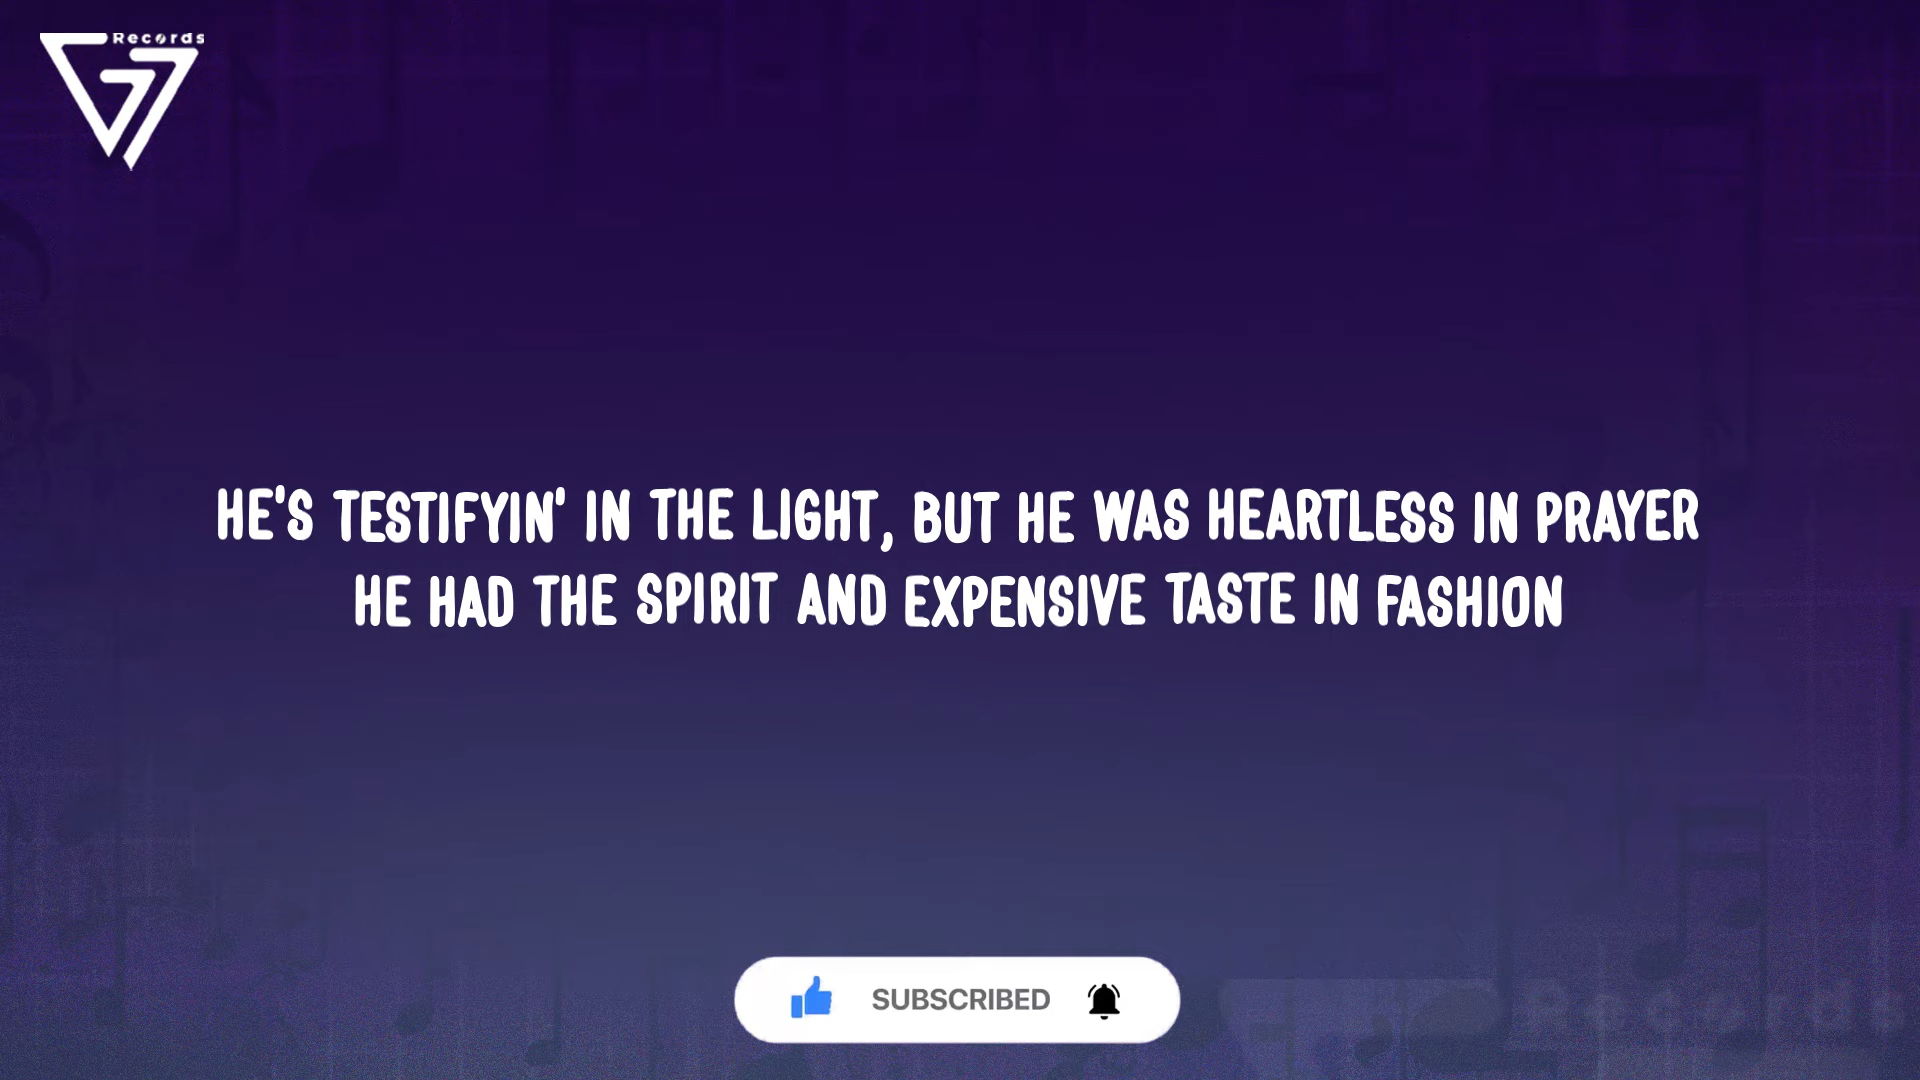 Records
HE'S TESTIFYIN' IN THE LIGHT, BUT HE WAS HEARTLESS IN PRAYER
HE HAD THE SPIRIT AND EXPENSIVE TASTE IN FASHION
SUBSCRIBED
Records